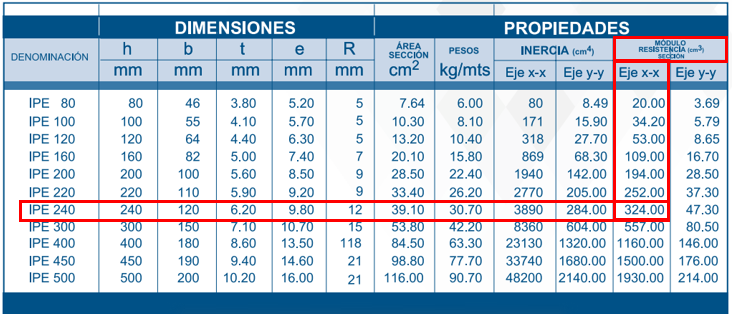 DIMENSIONES PROPIEDADES
DENOMINACIÓN h b t e R ÁREA SECCIÓN PESOS INERCIA (cm4) MÓDULO RESISTENCIA (cm3) SECCIÓN
mm mm mm mm mm cm2 kg/mts Eje x-x Eje y-y Eje x-x Eje y-y
IPE 80 80 46 3.80 5.20 5 7.64 6.00 80 8.49 20.00 3.69
IPE 100 100 55 4.10 5.70 5 10.30 8.10 171 15.90 34.20 5.79
IPE 120 120 64 4.40 6.30 5 13.20 10.40 318 27.70 53.00 8.65
IPE 160 160 82 5.00 7.40 7 20.10 15.80 869 68.30 109.00 16.70
IPE 200 200 100 5.60 8.50 9 28.50 22.40 1940 142.00 194.00 28.50
IPE 220 220 110 5.90 9.20 9 33.40 26.20 2770 205.00 252.00 37.30
IPE 240 240 120 6.20 9.80 12 39.10 30.70 3890 284.00 324.00 47.30
IPE 300 300 150 7.10 10.70 15 53.80 42.20 8360 604.00 557.00 80.50
IPE 400 400 180 8.60 13.50 118 84.50 63.30 23130 1320.00 1160.00 146.00
IPE 450 450 190 9.40 14.60 21 98.80 77.70 33740 1680.00 1500.00 176.00
IPE 500 500 200 10.20 16.00 21 116.00 90.70 48200 2140.00 1930.00 214.00